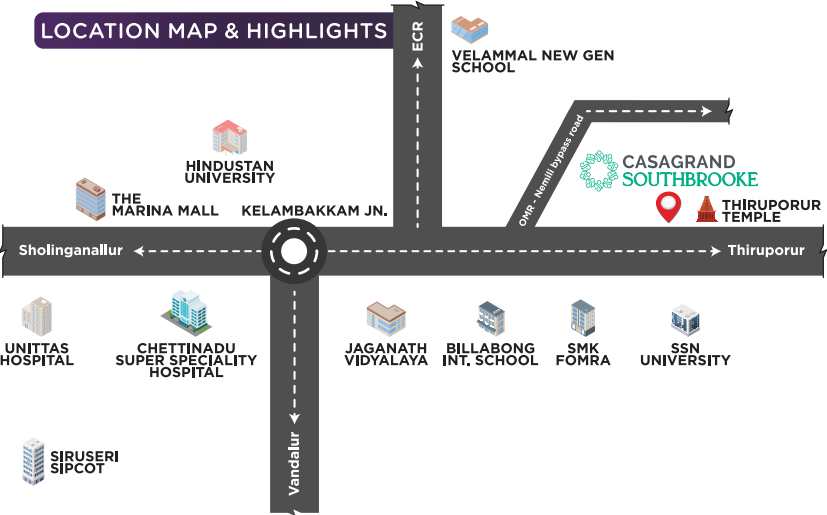 LOCATION MAP & HIGHLIGHTS
ECR
VELAMMAL NEW GEN
SCHOOL
OMR - Nemili bypass road
HINDUSTAN
UNIVERSITY
CASAGRAND
SOUTHBROOKE
THE
MARINA MALL
KELAMBAKKAM JN.
THIRUPORUR
TEMPLE
Sholinganallur
Thiruporur
UNITTAS
HOSPITAL
CHETTINADU
SUPER SPECIALITY
HOSPITAL
JAGANATH
VIDYALAYA
BILLABONG
INT. SCHOOL
SMK
FOMRA
SSN
UNIVERSITY
Vandalur
SIRUSERI
SIPCOT